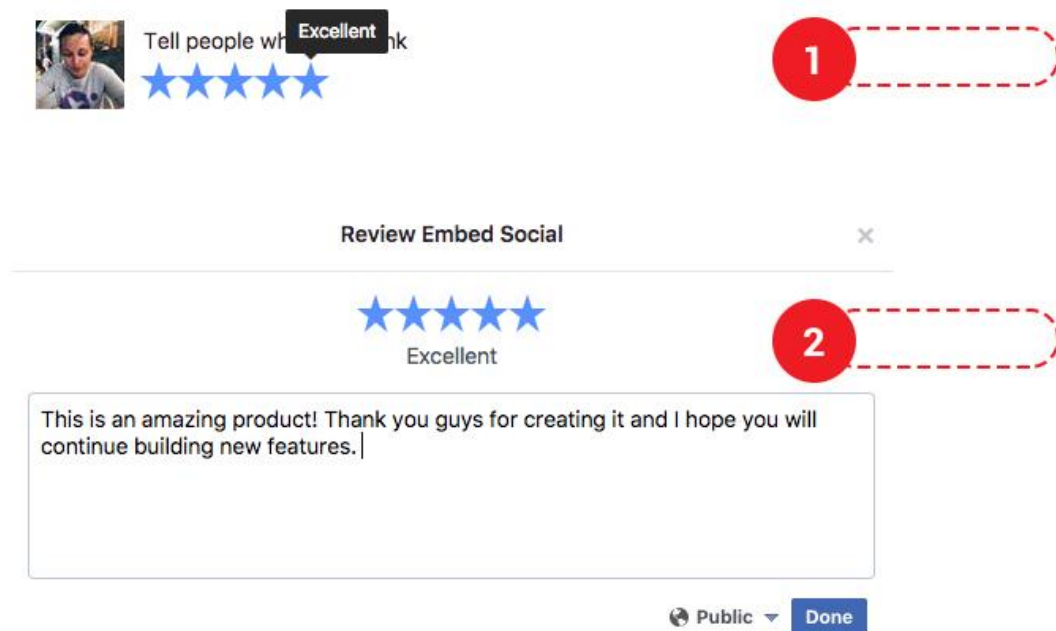 Excellent
Tell people wh nk
1
Review Embed Social
Excellent
2
This is an amazing product! Thank you guys for creating it and I hope you will
continue building new features.
Public
Done